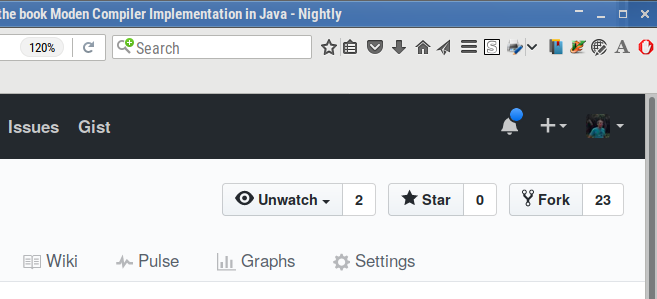 the book Moden Compiler Implementation in Java - Nightly
120% Search S A
Issues Gist
Unwatch 2 Star 0 Fork 23
Wiki Pulse Graphs Settings